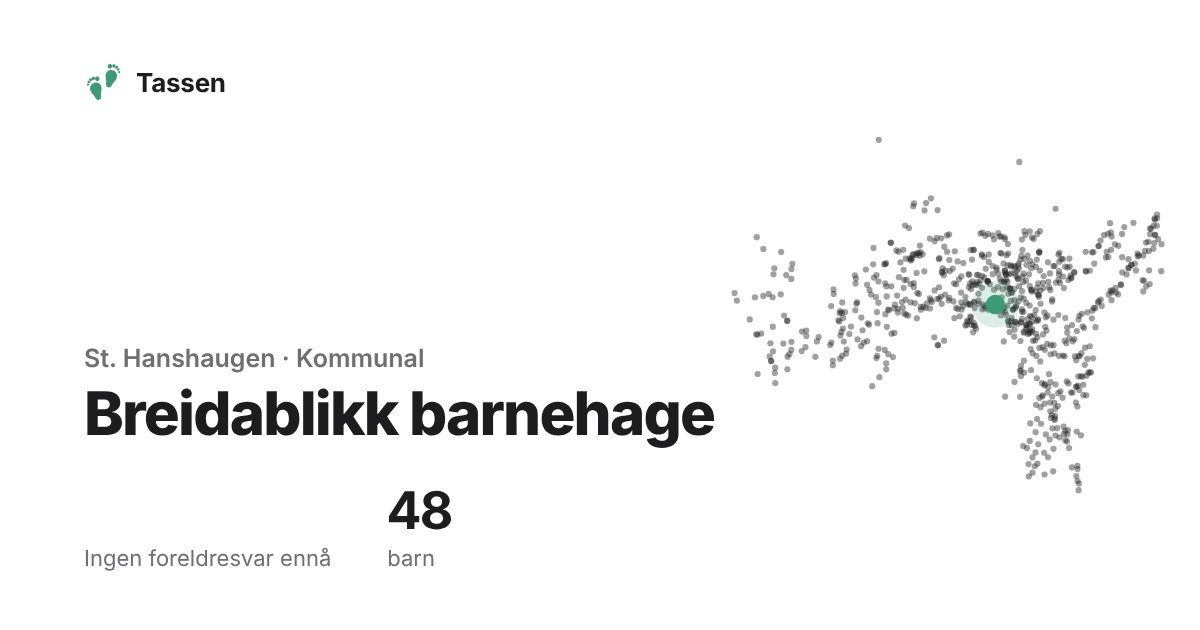 Tassen
St. Hanshaugen · Kommunal
Breidablikk barnehage
48
Ingen foreldresvar ennå
barn